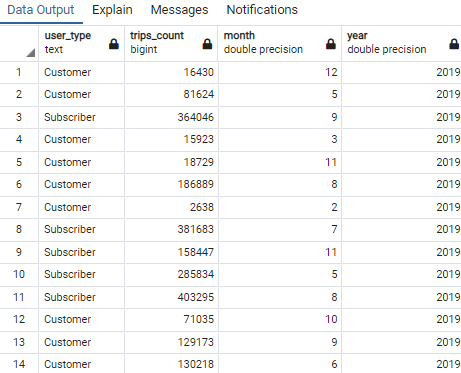 Data Output Explain Messages Notifications
user_type trips_count month year
text bigint double precision double precision
1 Customer 16430 12 2019
2 Customer 81624 5 2019
3 Subscriber 364046 9 2019
4 Customer 15923 3 2019
5 Customer 18729 11 2019
6 Customer 186889 8 2019
7 Customer 2638 2 2019
8 Subscriber 381683 7 2019
9 Subscriber 158447 11 2019
10 Subscriber 285834 5 2019
11 Subscriber 403295 8 2019
12 Customer 71035 10 2019
13 Customer 129173 9 2019
14 Customer 130218 6 2019